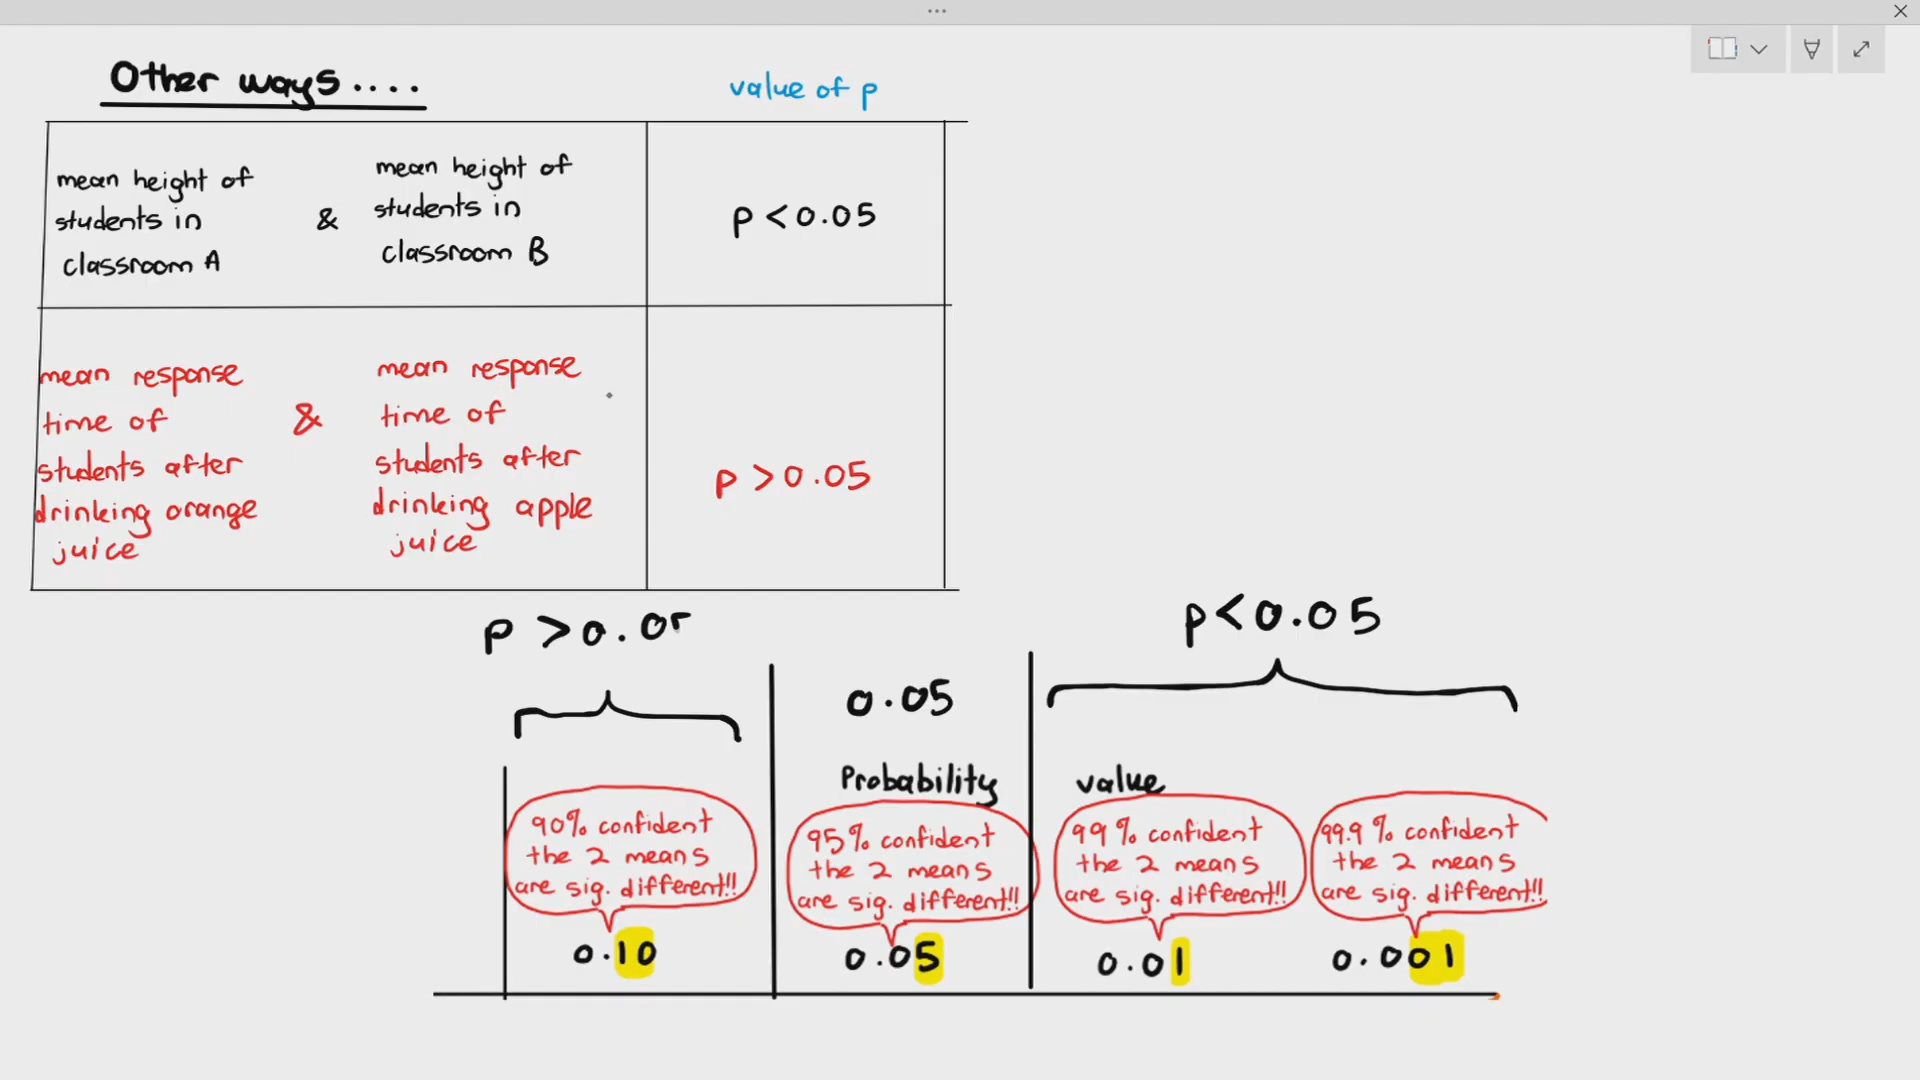 Other ways....
value of p
mean height of
students in
classroom A
&
mean height of
students in
classroom B
p < 0.05
mean response
time of
students after
drinking orange
juice
&
mean response
time of
students after
drinking apple
juice
p > 0.05
p > 0.0
p < 0.05
0.05
Probability value
90% confident
the 2 means
are sig. different!!
95% confident
the 2 means
are sig. different!!
99% confident
the 2 means
are sig. different!!
99.9% confident
the 2 means
are sig. different!!
0.10
0.05
0.01
0.001